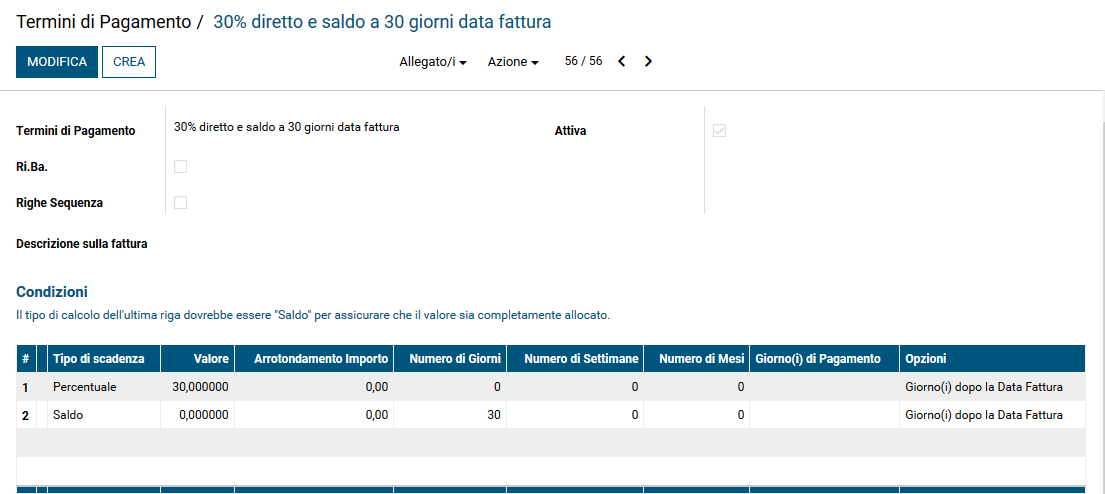 Termini di Pagamento / 30% diretto e saldo a 30 giorni data fattura
MODIFICA CREA Allegato/i Azione 56 / 56
Termini di Pagamento 30% diretto e saldo a 30 giorni data fattura Attiva
Ri.Ba.
Righe Sequenza
Descrizione sulla fattura
Condizioni
Il tipo di calcolo dell'ultima riga dovrebbe essere "Saldo" per assicurare che il valore sia completamente allocato.
# Tipo di scadenza Valore Arrotondamento Importo Numero di Giorni Numero di Settimane Numero di Mesi Giorno(i) di Pagamento Opzioni
1 Percentuale 30,000000 0,00 0 0 0 Giorno(i) dopo la Data Fattura
2 Saldo 0,000000 0,00 30 0 0 Giorno(i) dopo la Data Fattura